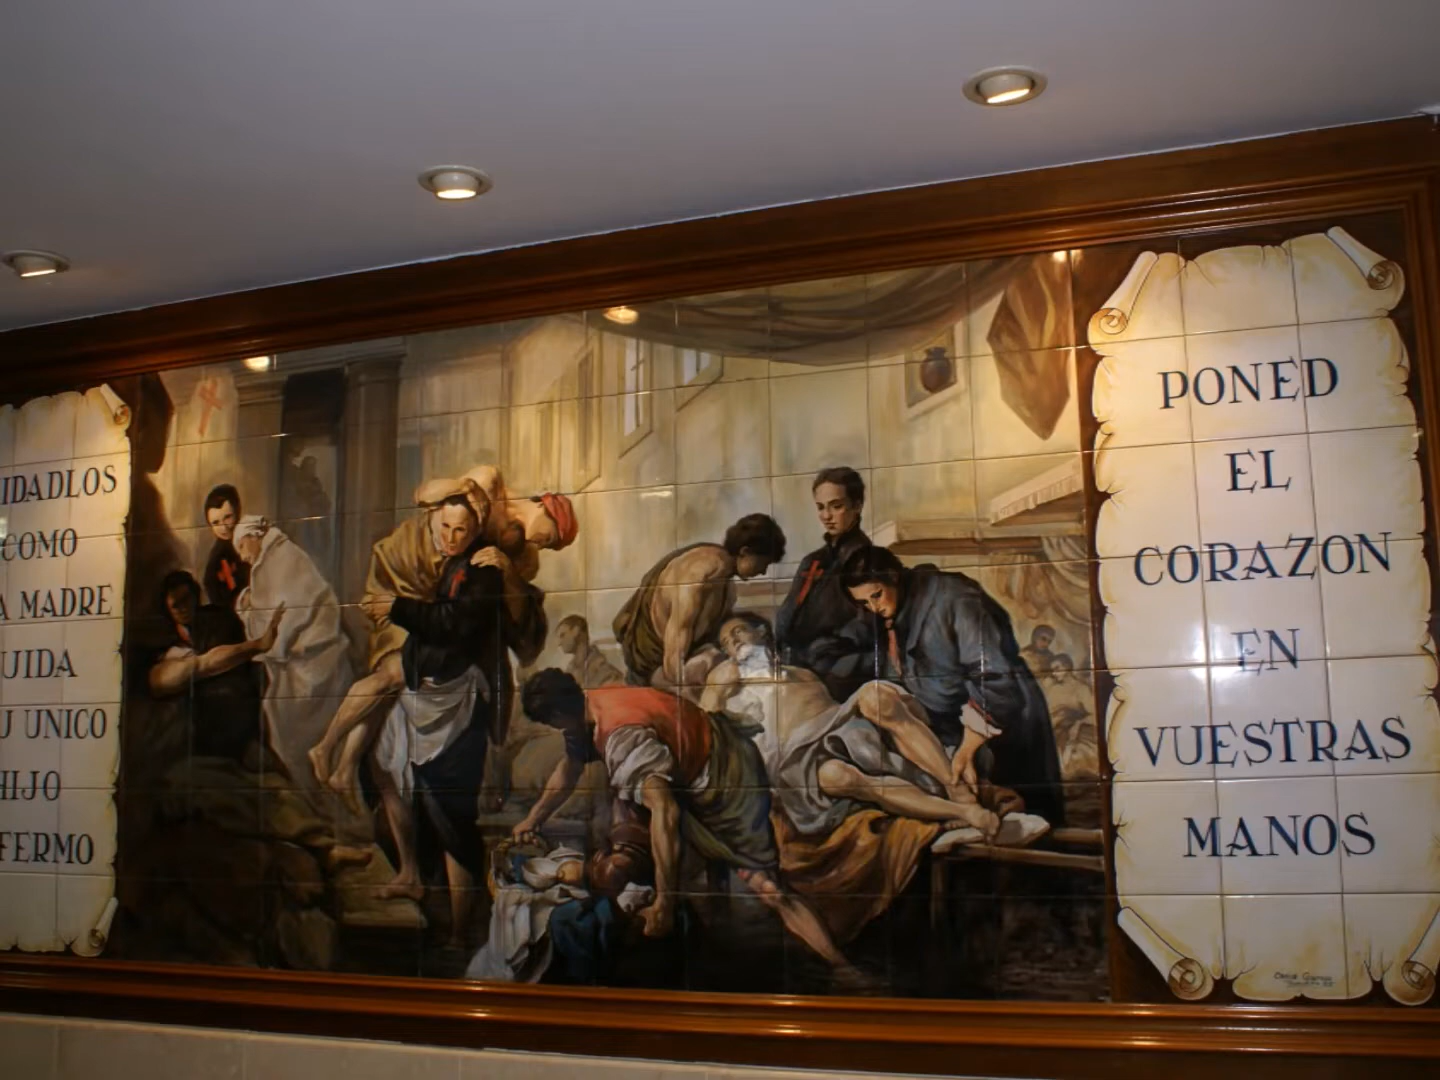 IDADLOS
COMO
A MADRE
UIDA
U UNICO
HIJO
FERMO
PONED
EL
CORAZON
EN
VUESTRAS
MANOS